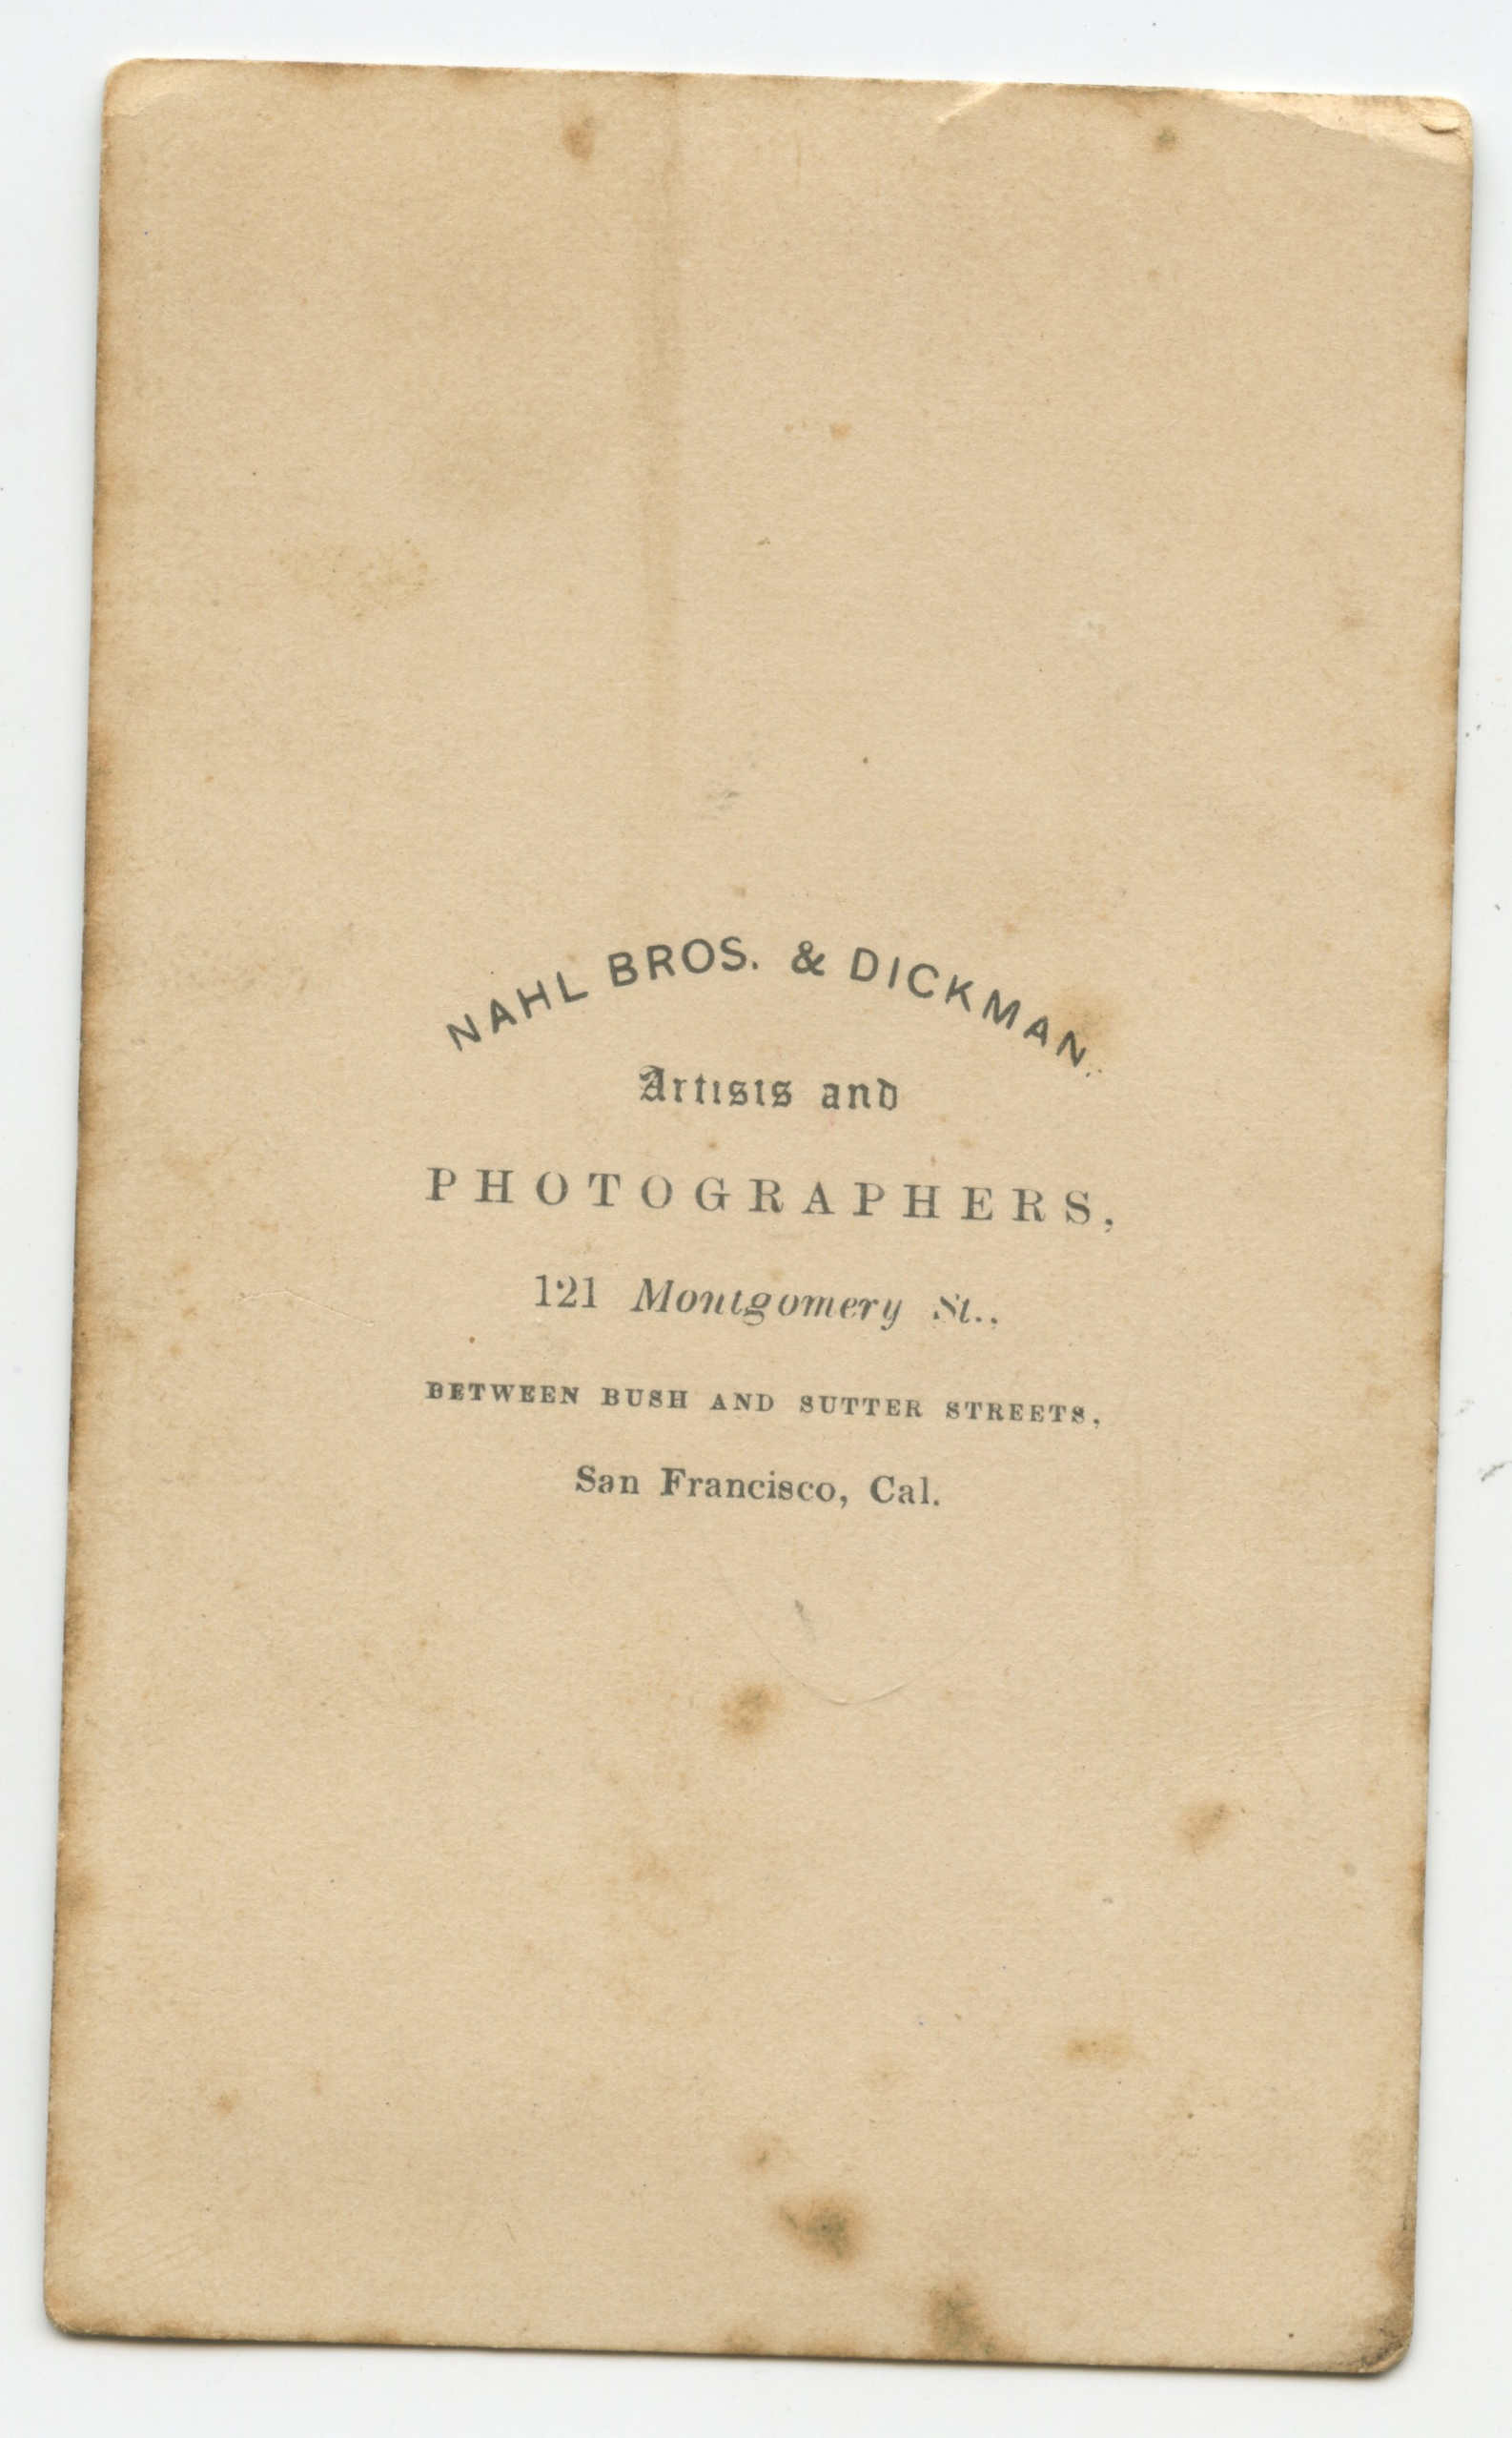 NAHL BROS. & DICKMAN.
Artists and
PHOTOGRAPHERS,
121 Montgomery St.,
BETWEEN BUSH AND SUTTER STREETS,
San Francisco, Cal.